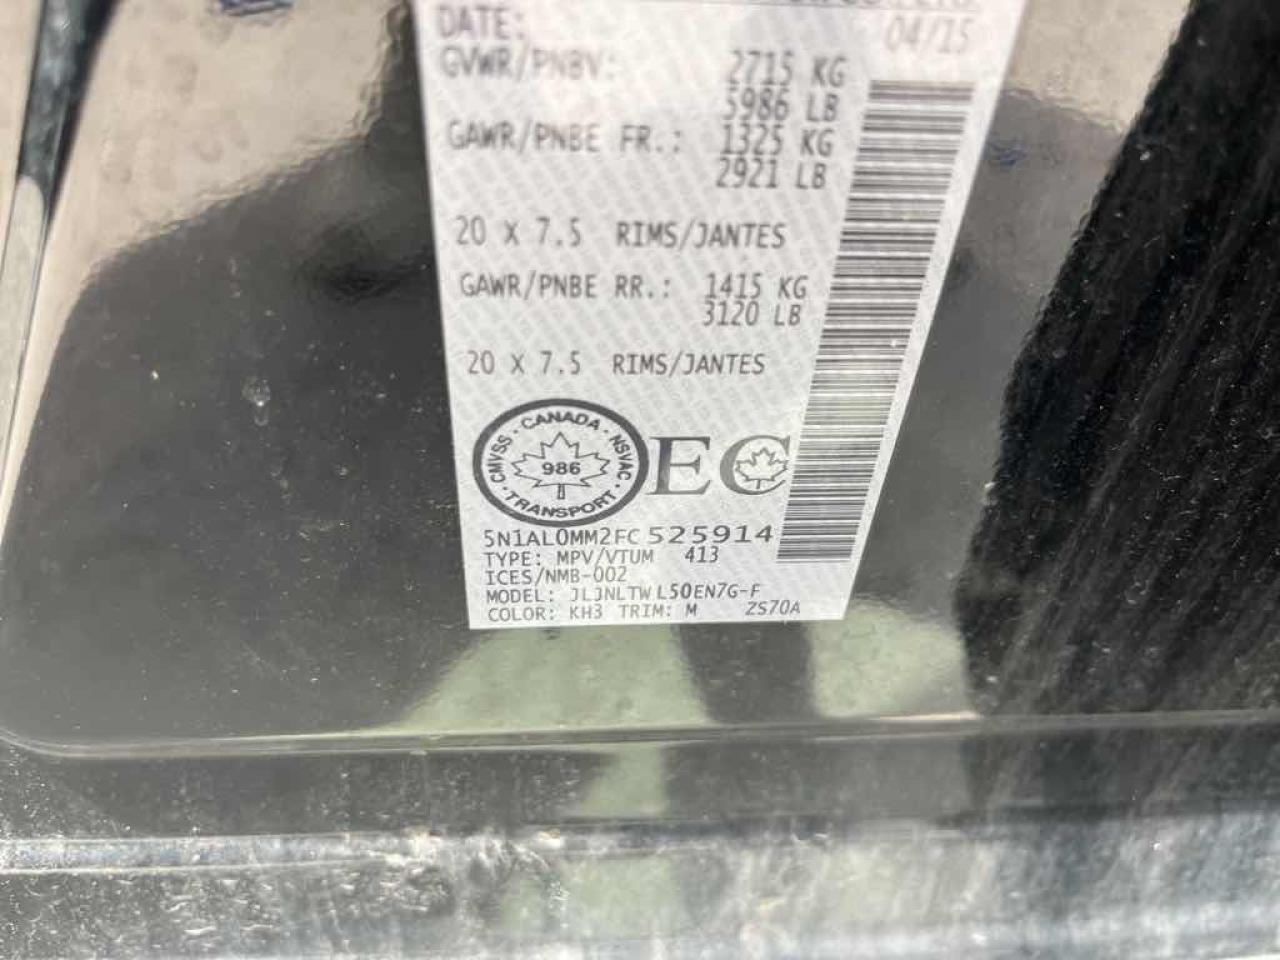 DATE: 04/15
GVWR/PNBV: 2715 KG
5986 LB
GAWR/PNBE FR.: 1325 KG
2921 LB
20 X 7.5 RIMS/JANTES
GAWR/PNBE RR.: 1415 KG
3120 LB
20 X 7.5 RIMS/JANTES
CMVSS · CANADA · NSVAC · TRANSPORT ·
986
EC
5N1AL0MM2FC525914
TYPE: MPV/VTUM 413
ICES/NMB-002
MODEL: JLJNLTWL50EN7G-F
COLOR: KH3 TRIM: M ZS70A